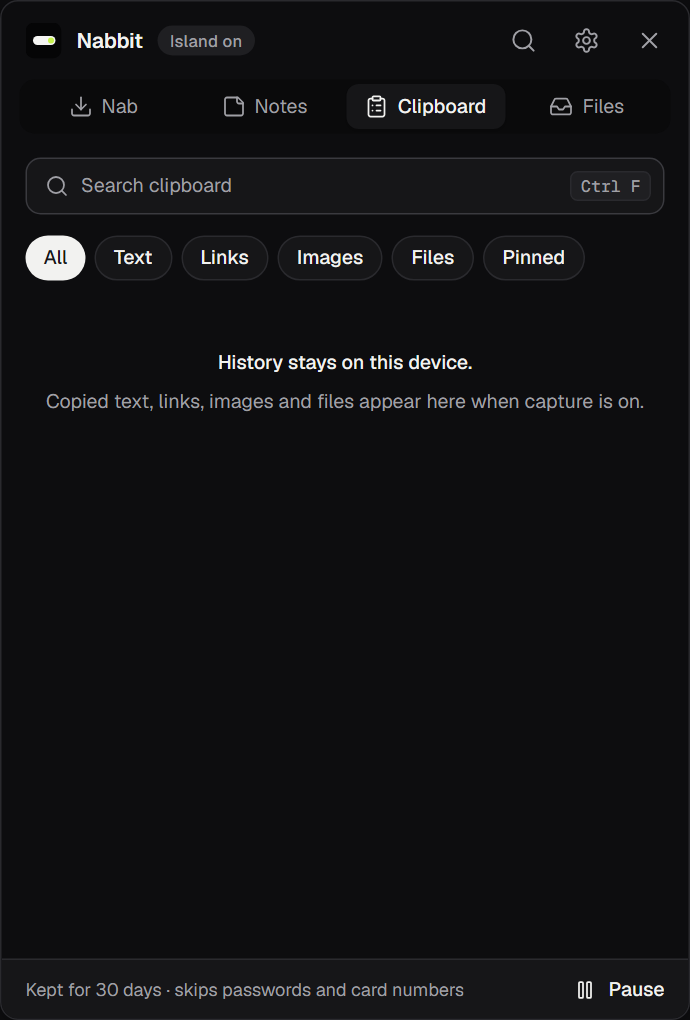 Nabbit Island on
Nab Notes Clipboard Files
Search clipboard Ctrl F
All Text Links Images Files Pinned
History stays on this device.
Copied text, links, images and files appear here when capture is on.
Kept for 30 days · skips passwords and card numbers Pause